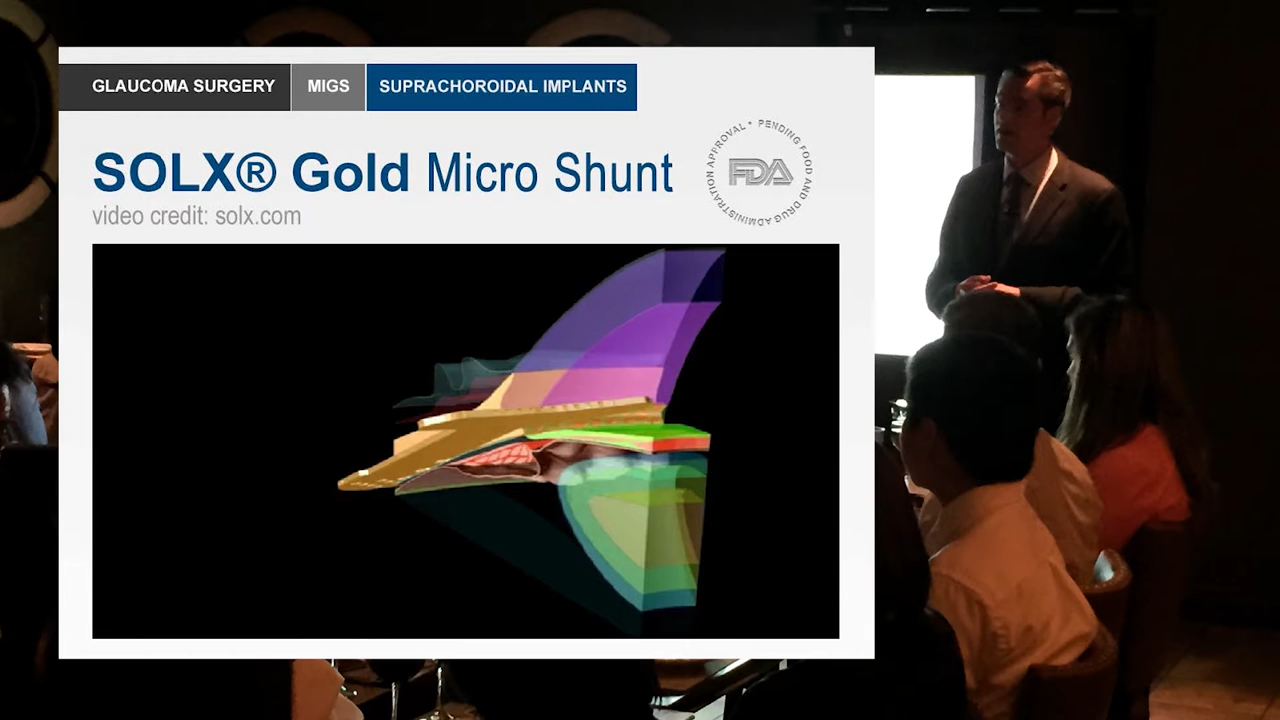 GLAUCOMA SURGERY MIGS SUPRACHOROIDAL IMPLANTS
SOLX® Gold Micro Shunt
video credit: solx.com
* PENDING FOOD AND DRUG ADMINISTRATION APPROVAL
FDA